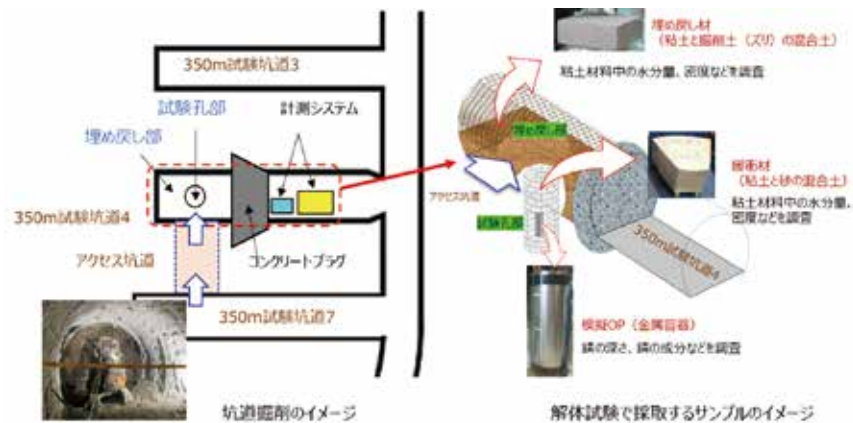 350m試験坑道3
試験孔部
計測システム
埋め戻し部
350m試験坑道4
アクセス坑道
コンクリートプラグ
350m試験坑道7
坑道掘削のイメージ
埋め戻し材
(粘土と掘削土(ズリ)の混合土)
粘土材料中の水分量、密度などを調査
埋め戻し部
アクセス坑道
試験孔部
緩衝材
(粘土と砂の混合土)
粘土材料中の水分量、
密度などを調査
350m試験坑道4
模擬OP(金属容器)
錆の深さ、錆の成分などを調査
解体試験で採取するサンプルのイメージ